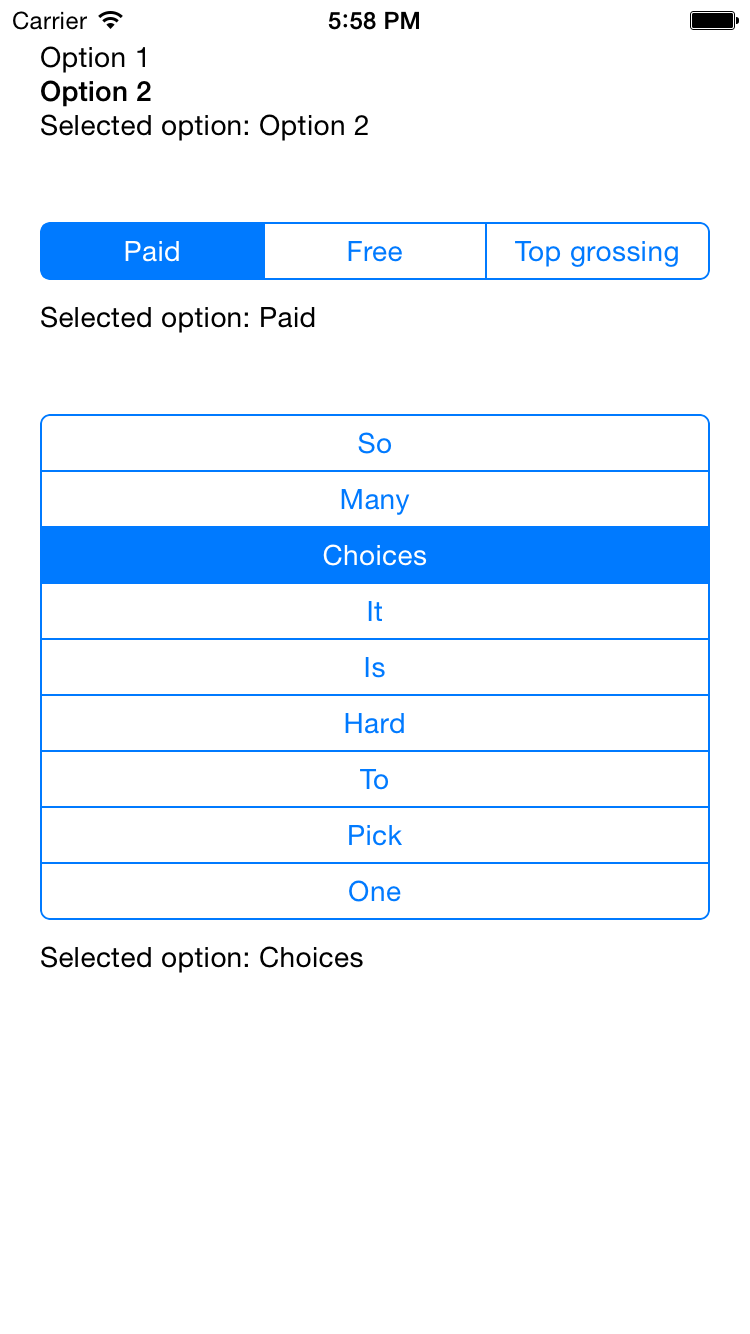 Carrier 5:58 PM
Option 1
Option 2
Selected option: Option 2
Paid Free Top grossing
Selected option: Paid
So
Many
Choices
It
Is
Hard
To
Pick
One
Selected option: Choices